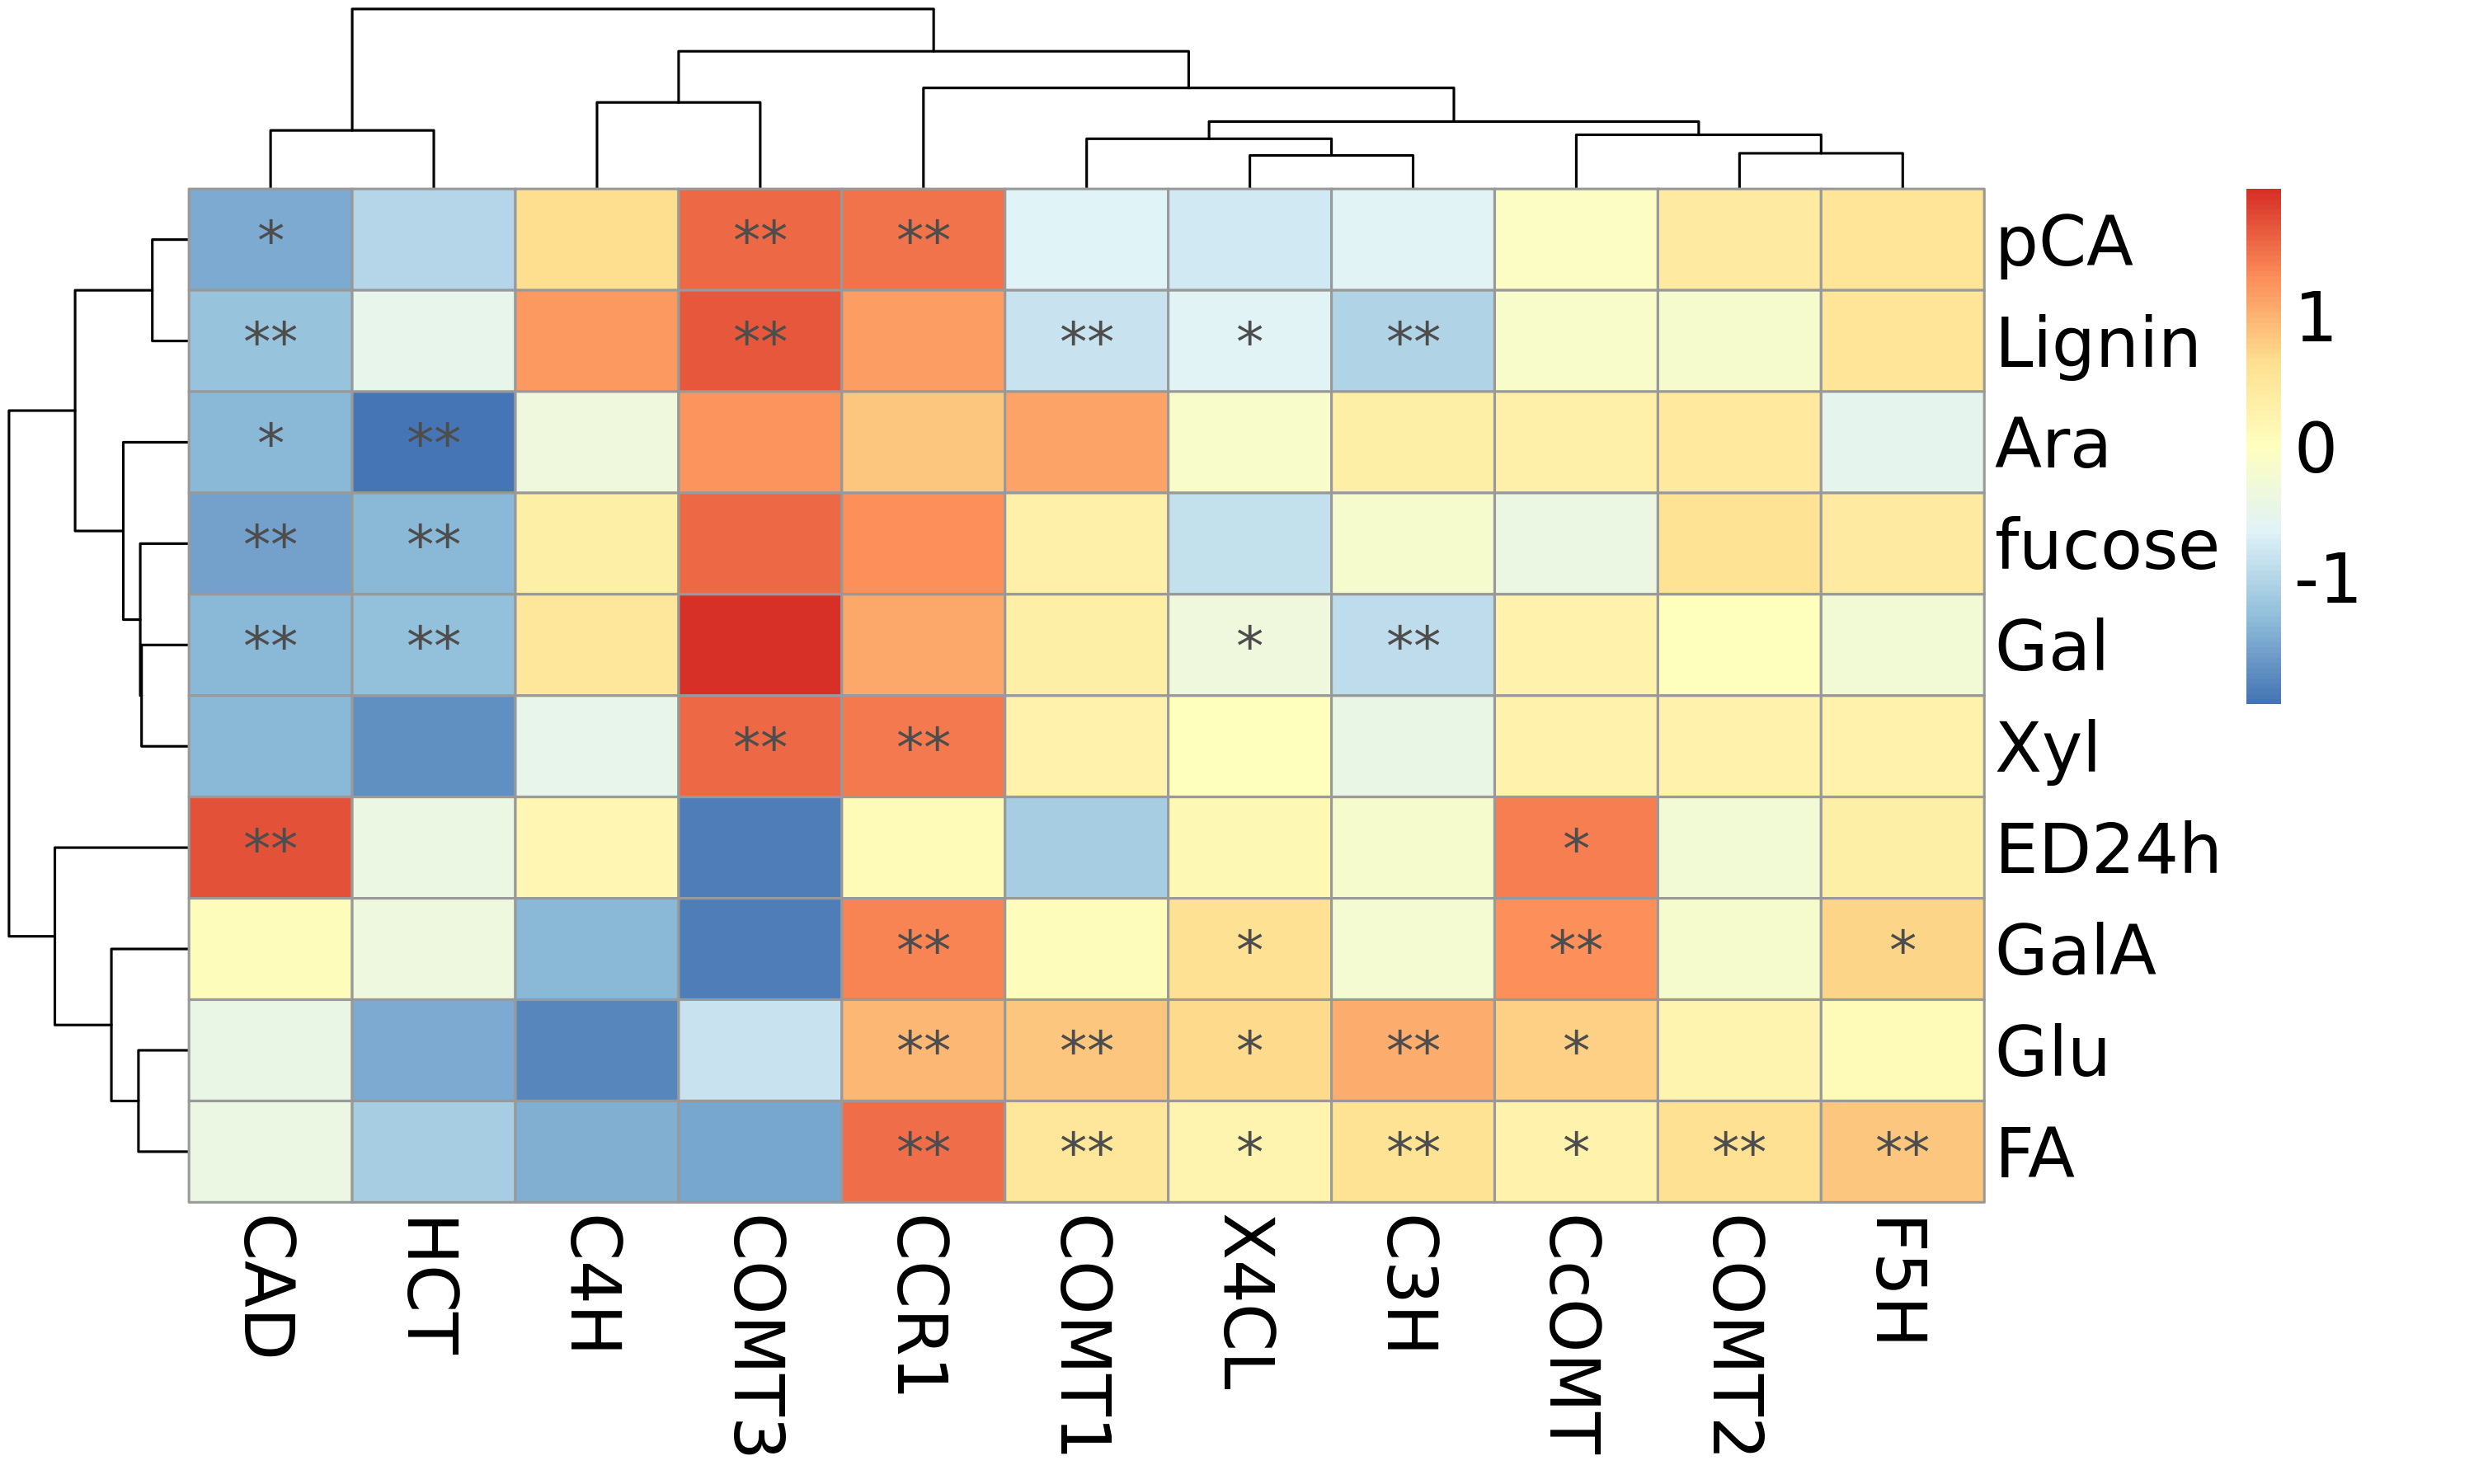 * ** ** pCA
** ** ** * ** Lignin
* ** Ara
** ** fucose
** ** * ** Gal
** ** Xyl
** * ED24h
** * ** * GalA
** ** * ** * Glu
** ** * ** * ** ** FA
1
0
-1
CAD
HCT
C4H
COMT3
CCR1
COMT1
X4CL
C3H
CcOMT
COMT2
F5H